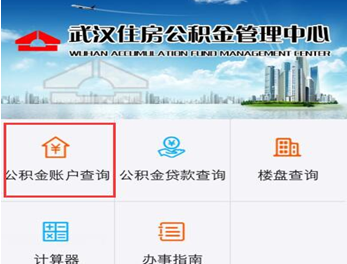 武汉住房公积金管理中心
WUHAN ACCUMULATION FUND MANAGEMENT CENTER
公积金账户查询
公积金贷款查询
楼盘查询
计算器
办事指南